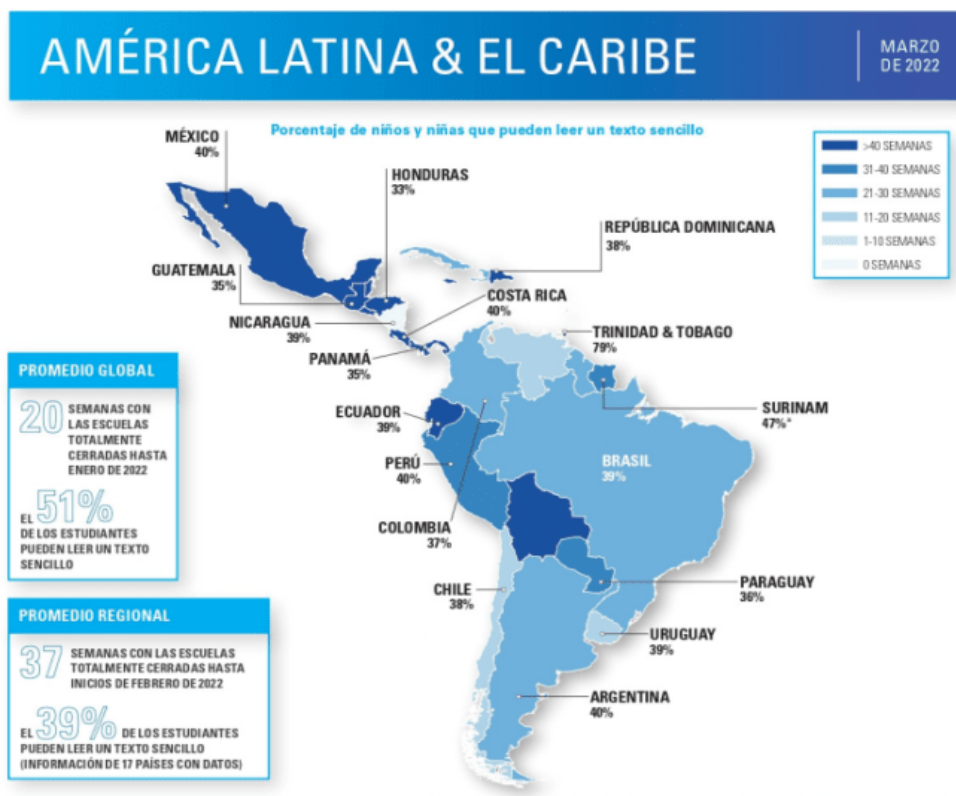 AMÉRICA LATINA & EL CARIBE
MARZO
DE 2022
Porcentaje de niños y niñas que pueden leer un texto sencillo
>40 SEMANAS
31-40 SEMANAS
21-30 SEMANAS
11-20 SEMANAS
1-10 SEMANAS
0 SEMANAS
MÉXICO
40%
HONDURAS
33%
REPÚBLICA DOMINICANA
38%
GUATEMALA
35%
COSTA RICA
40%
NICARAGUA
39%
TRINIDAD & TOBAGO
79%
PANAMÁ
35%
ECUADOR
39%
SURINAM
47%*
PERÚ
40%
BRASIL
39%
COLOMBIA
37%
CHILE
38%
PARAGUAY
36%
URUGUAY
39%
ARGENTINA
40%
PROMEDIO GLOBAL
20 SEMANAS CON
LAS ESCUELAS
TOTALMENTE
CERRADAS HASTA
ENERO DE 2022
EL 51%
DE LOS ESTUDIANTES
PUEDEN LEER UN TEXTO
SENCILLO
PROMEDIO REGIONAL
37 SEMANAS CON LAS ESCUELAS
TOTALMENTE CERRADAS HASTA
INICIOS DE FEBRERO DE 2022
EL 39% DE LOS ESTUDIANTES
PUEDEN LEER UN TEXTO SENCILLO
(INFORMACIÓN DE 17 PAÍSES CON DATOS)